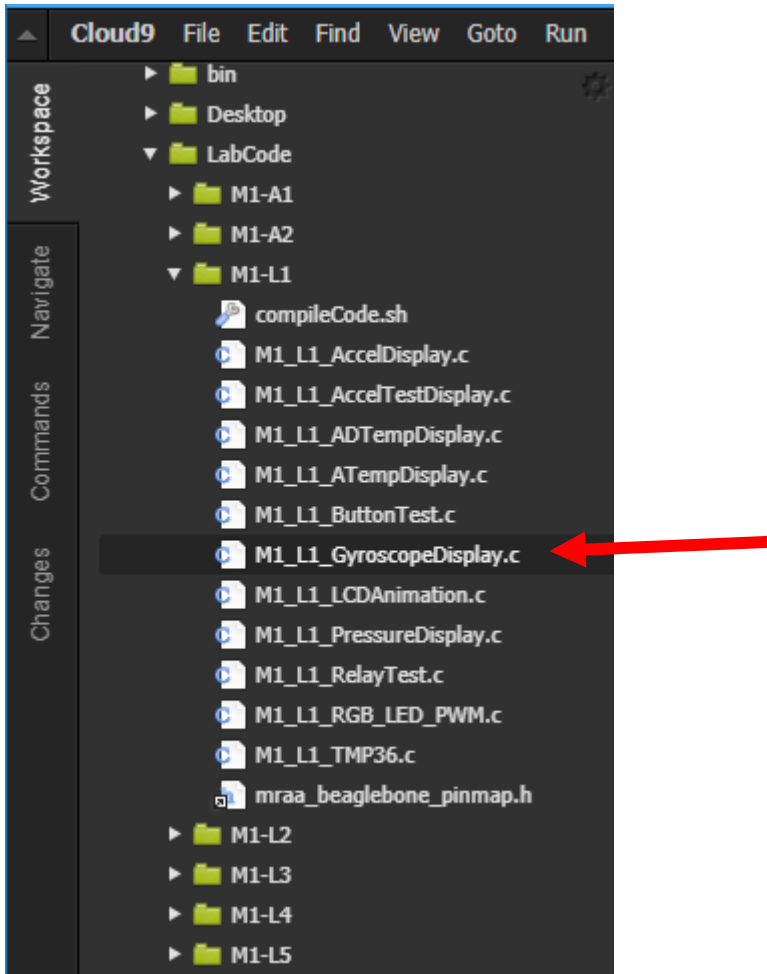 Cloud9 File Edit Find View Goto Run
Workspace
Navigate
Commands
Changes
bin
Desktop
LabCode
M1-A1
M1-A2
M1-L1
compileCode.sh
M1_L1_AccelDisplay.c
M1_L1_AccelTestDisplay.c
M1_L1_ADTempDisplay.c
M1_L1_ATempDisplay.c
M1_L1_ButtonTest.c
M1_L1_GyroscopeDisplay.c
M1_L1_LCDAnimation.c
M1_L1_PressureDisplay.c
M1_L1_RelayTest.c
M1_L1_RGB_LED_PWM.c
M1_L1_TMP36.c
mraa_beaglebone_pinmap.h
M1-L2
M1-L3
M1-L4
M1-L5